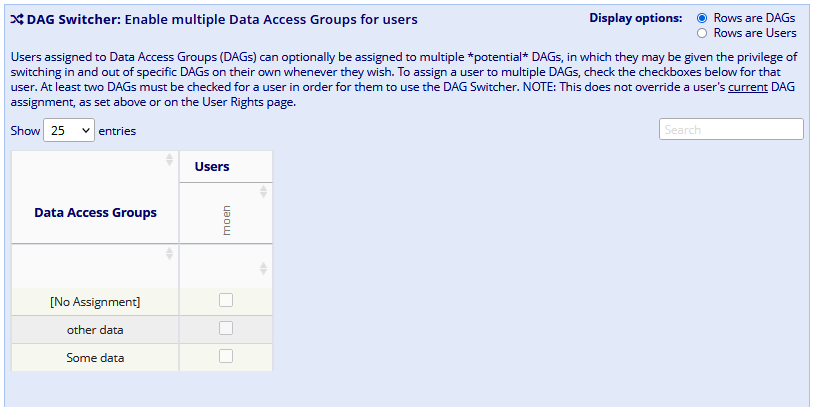 DAG Switcher: Enable multiple Data Access Groups for users
Display options: Rows are DAGs
Rows are Users
Users assigned to Data Access Groups (DAGs) can optionally be assigned to multiple *potential* DAGs, in which they may be given the privilege of
switching in and out of specific DAGs on their own whenever they wish. To assign a user to multiple DAGs, check the checkboxes below for that
user. At least two DAGs must be checked for a user in order for them to use the DAG Switcher. NOTE: This does not override a user's current DAG
assignment, as set above or on the User Rights page.
Show 25 entries
Search
Users
Data Access Groups
moen
[No Assignment]
other data
Some data